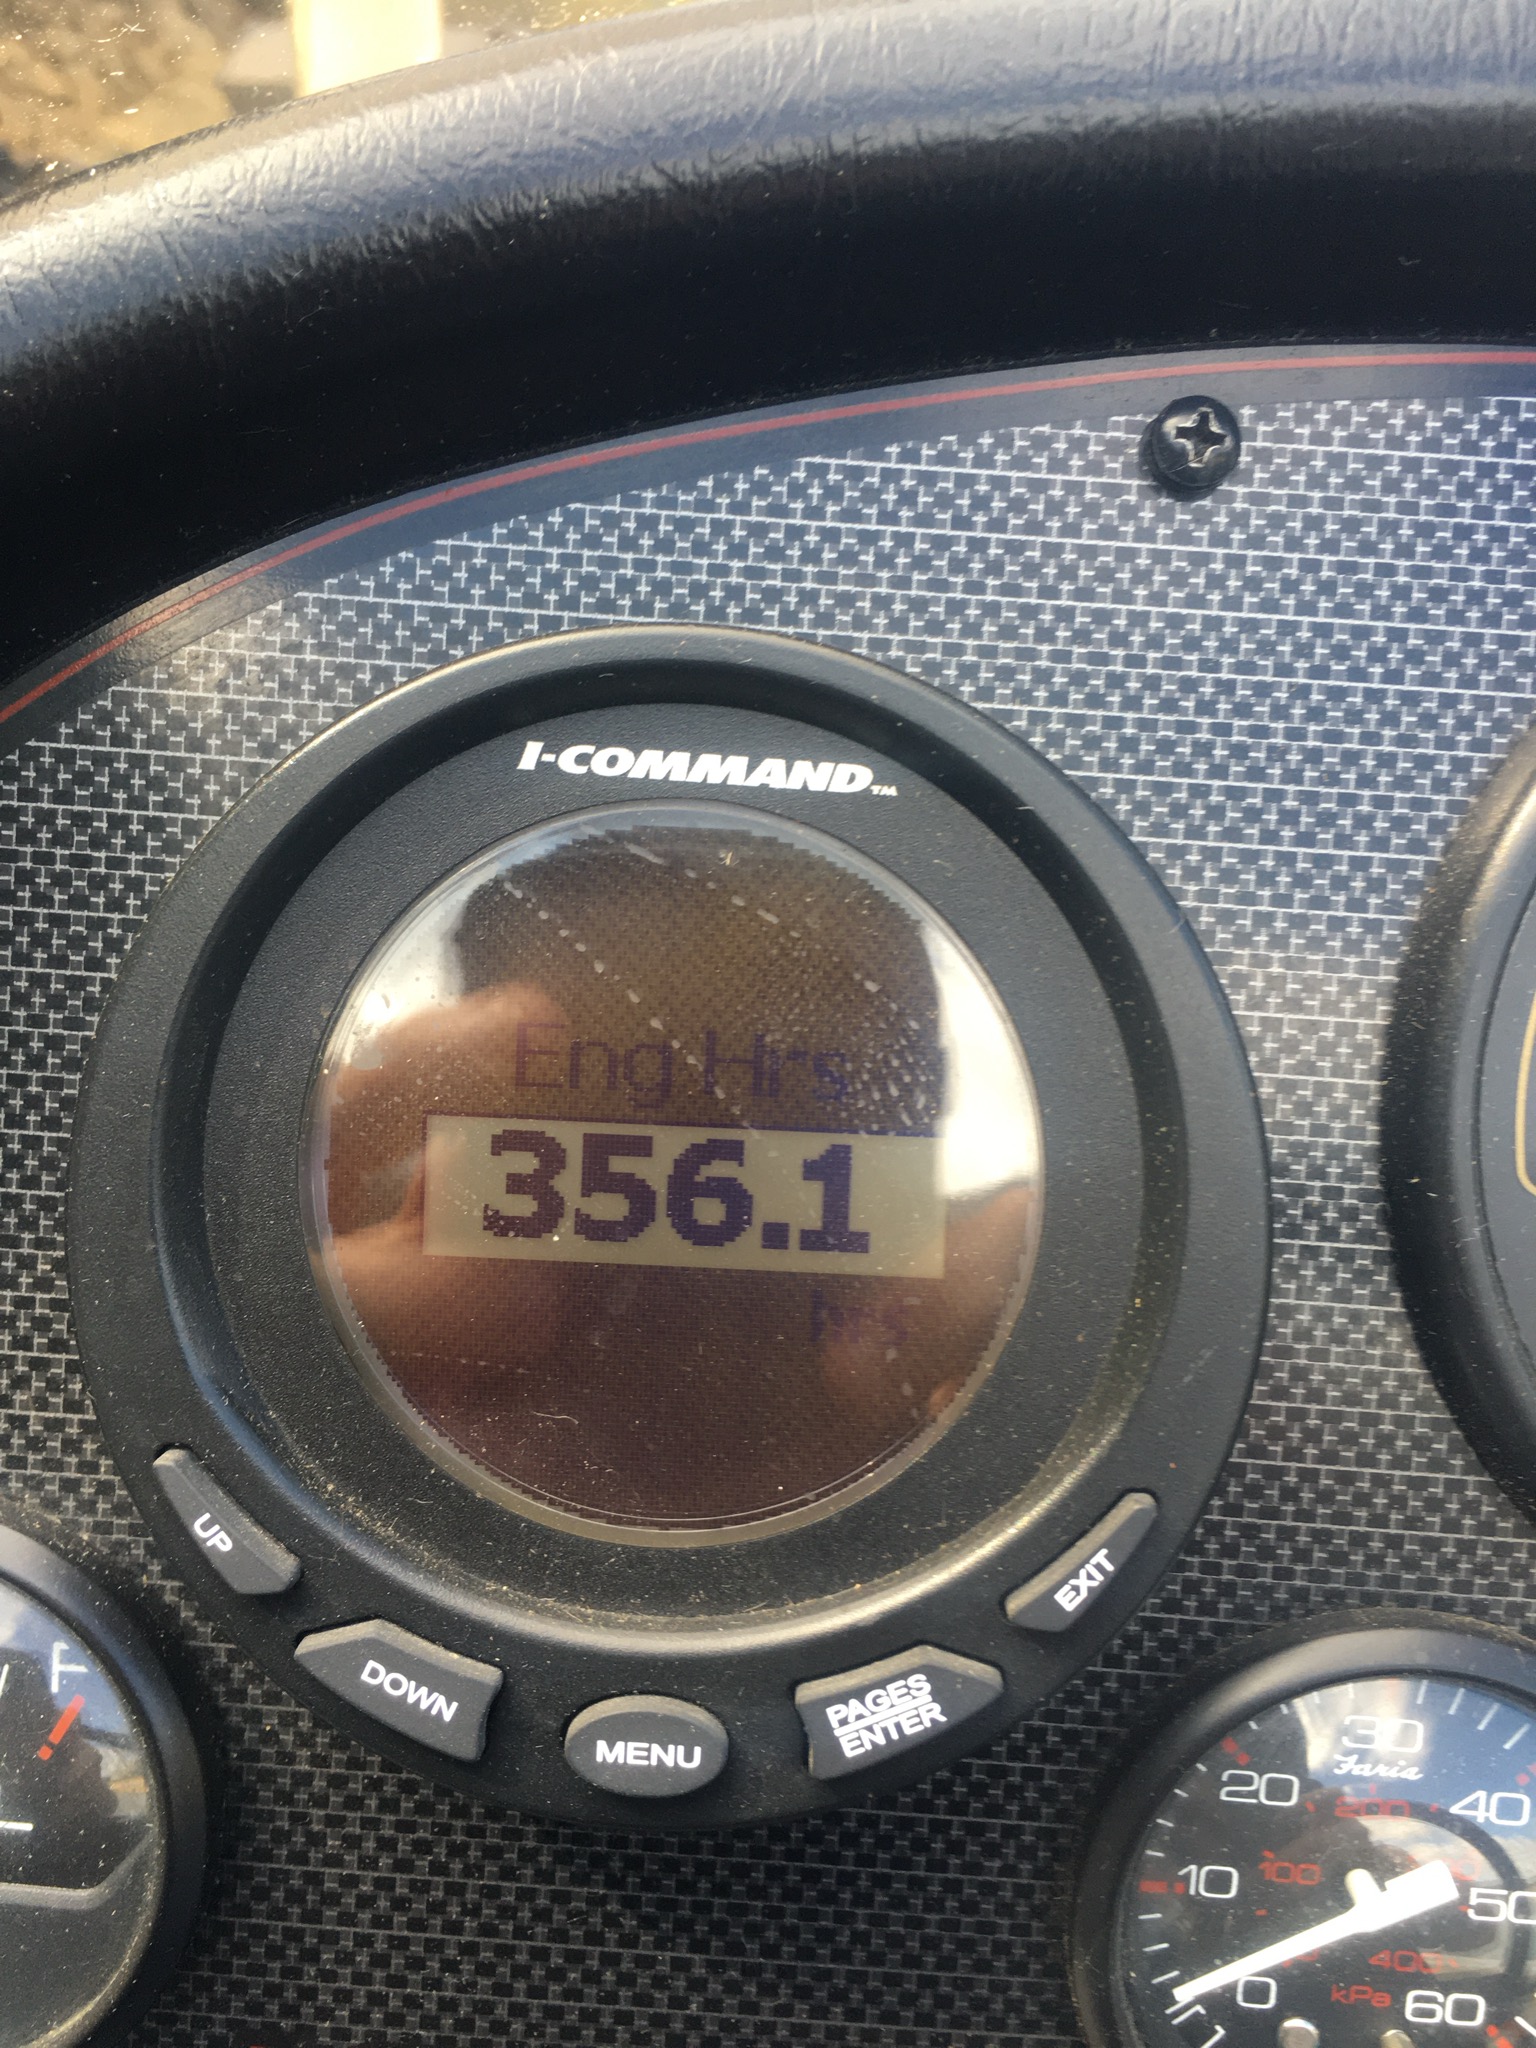 I-COMMAND™
Eng Hrs
356.1
hrs
UP
DOWN
MENU
PAGES
ENTER
EXIT
F
30
Faria
20
200
40
10
100
50
400
0
kPa
60